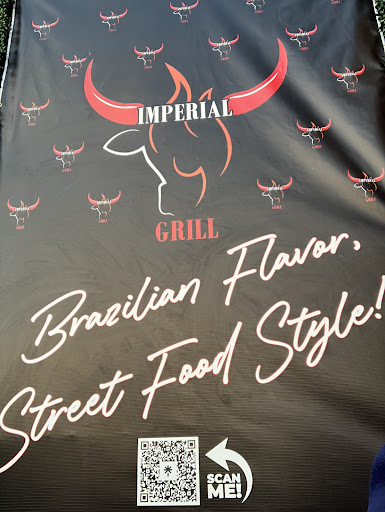 IMPERIAL
GRILL
Brazilian Flavor,
Street Food Style!
SCAN
ME!